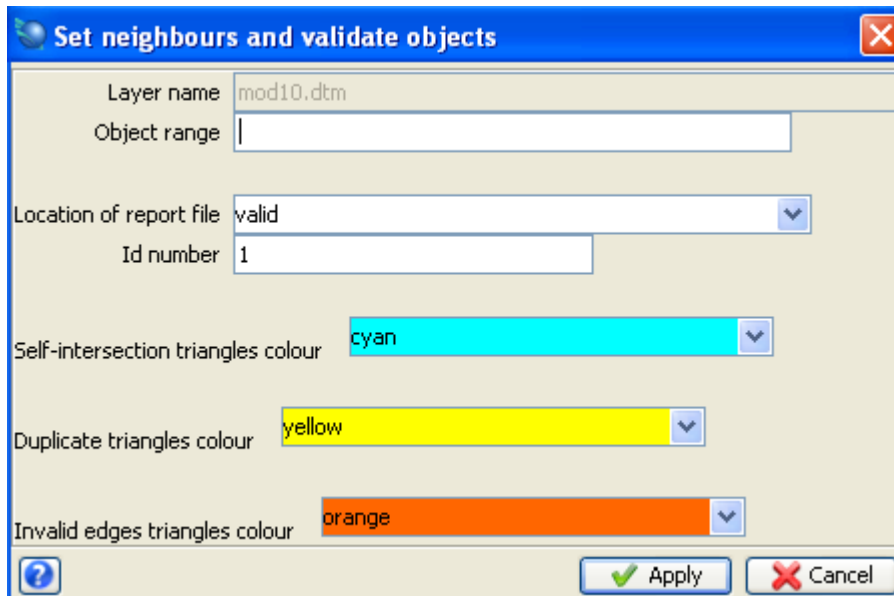 Set neighbours and validate objects
Layer name mod10.dtm
Object range
Location of report file valid
Id number 1
Self-intersection triangles colour cyan
Duplicate triangles colour yellow
Invalid edges triangles colour orange
? Apply Cancel